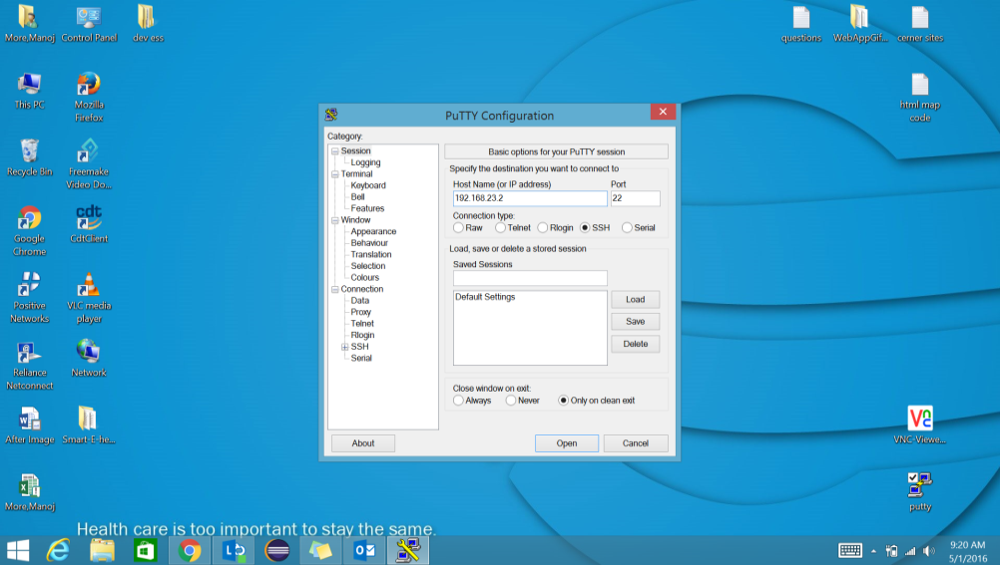 More,Manoj
Control Panel
dev ess
questions
WebAppGif...
cerner sites
This PC
Mozilla
Firefox
html map
code
Recycle Bin
Freemake
Video Do...
Google
Chrome
cdt
CdtClient
Positive
Networks
VLC media
player
Reliance
Netconnect
Network
After Image
Smart-E-he...
VNC-Viewe...
More,Manoj
putty
PuTTY Configuration
Category:
Session
Logging
Terminal
Keyboard
Bell
Features
Window
Appearance
Behaviour
Translation
Selection
Colours
Connection
Data
Proxy
Telnet
Rlogin
SSH
Serial
Basic options for your PuTTY session
Specify the destination you want to connect to
Host Name (or IP address)
Port
192.168.23.2
22
Connection type:
Raw
Telnet
Rlogin
SSH
Serial
Load, save or delete a stored session
Saved Sessions
Default Settings
Load
Save
Delete
Close window on exit:
Always
Never
Only on clean exit
About
Open
Cancel
Health care is too important to stay the same.
9:20 AM
5/1/2016